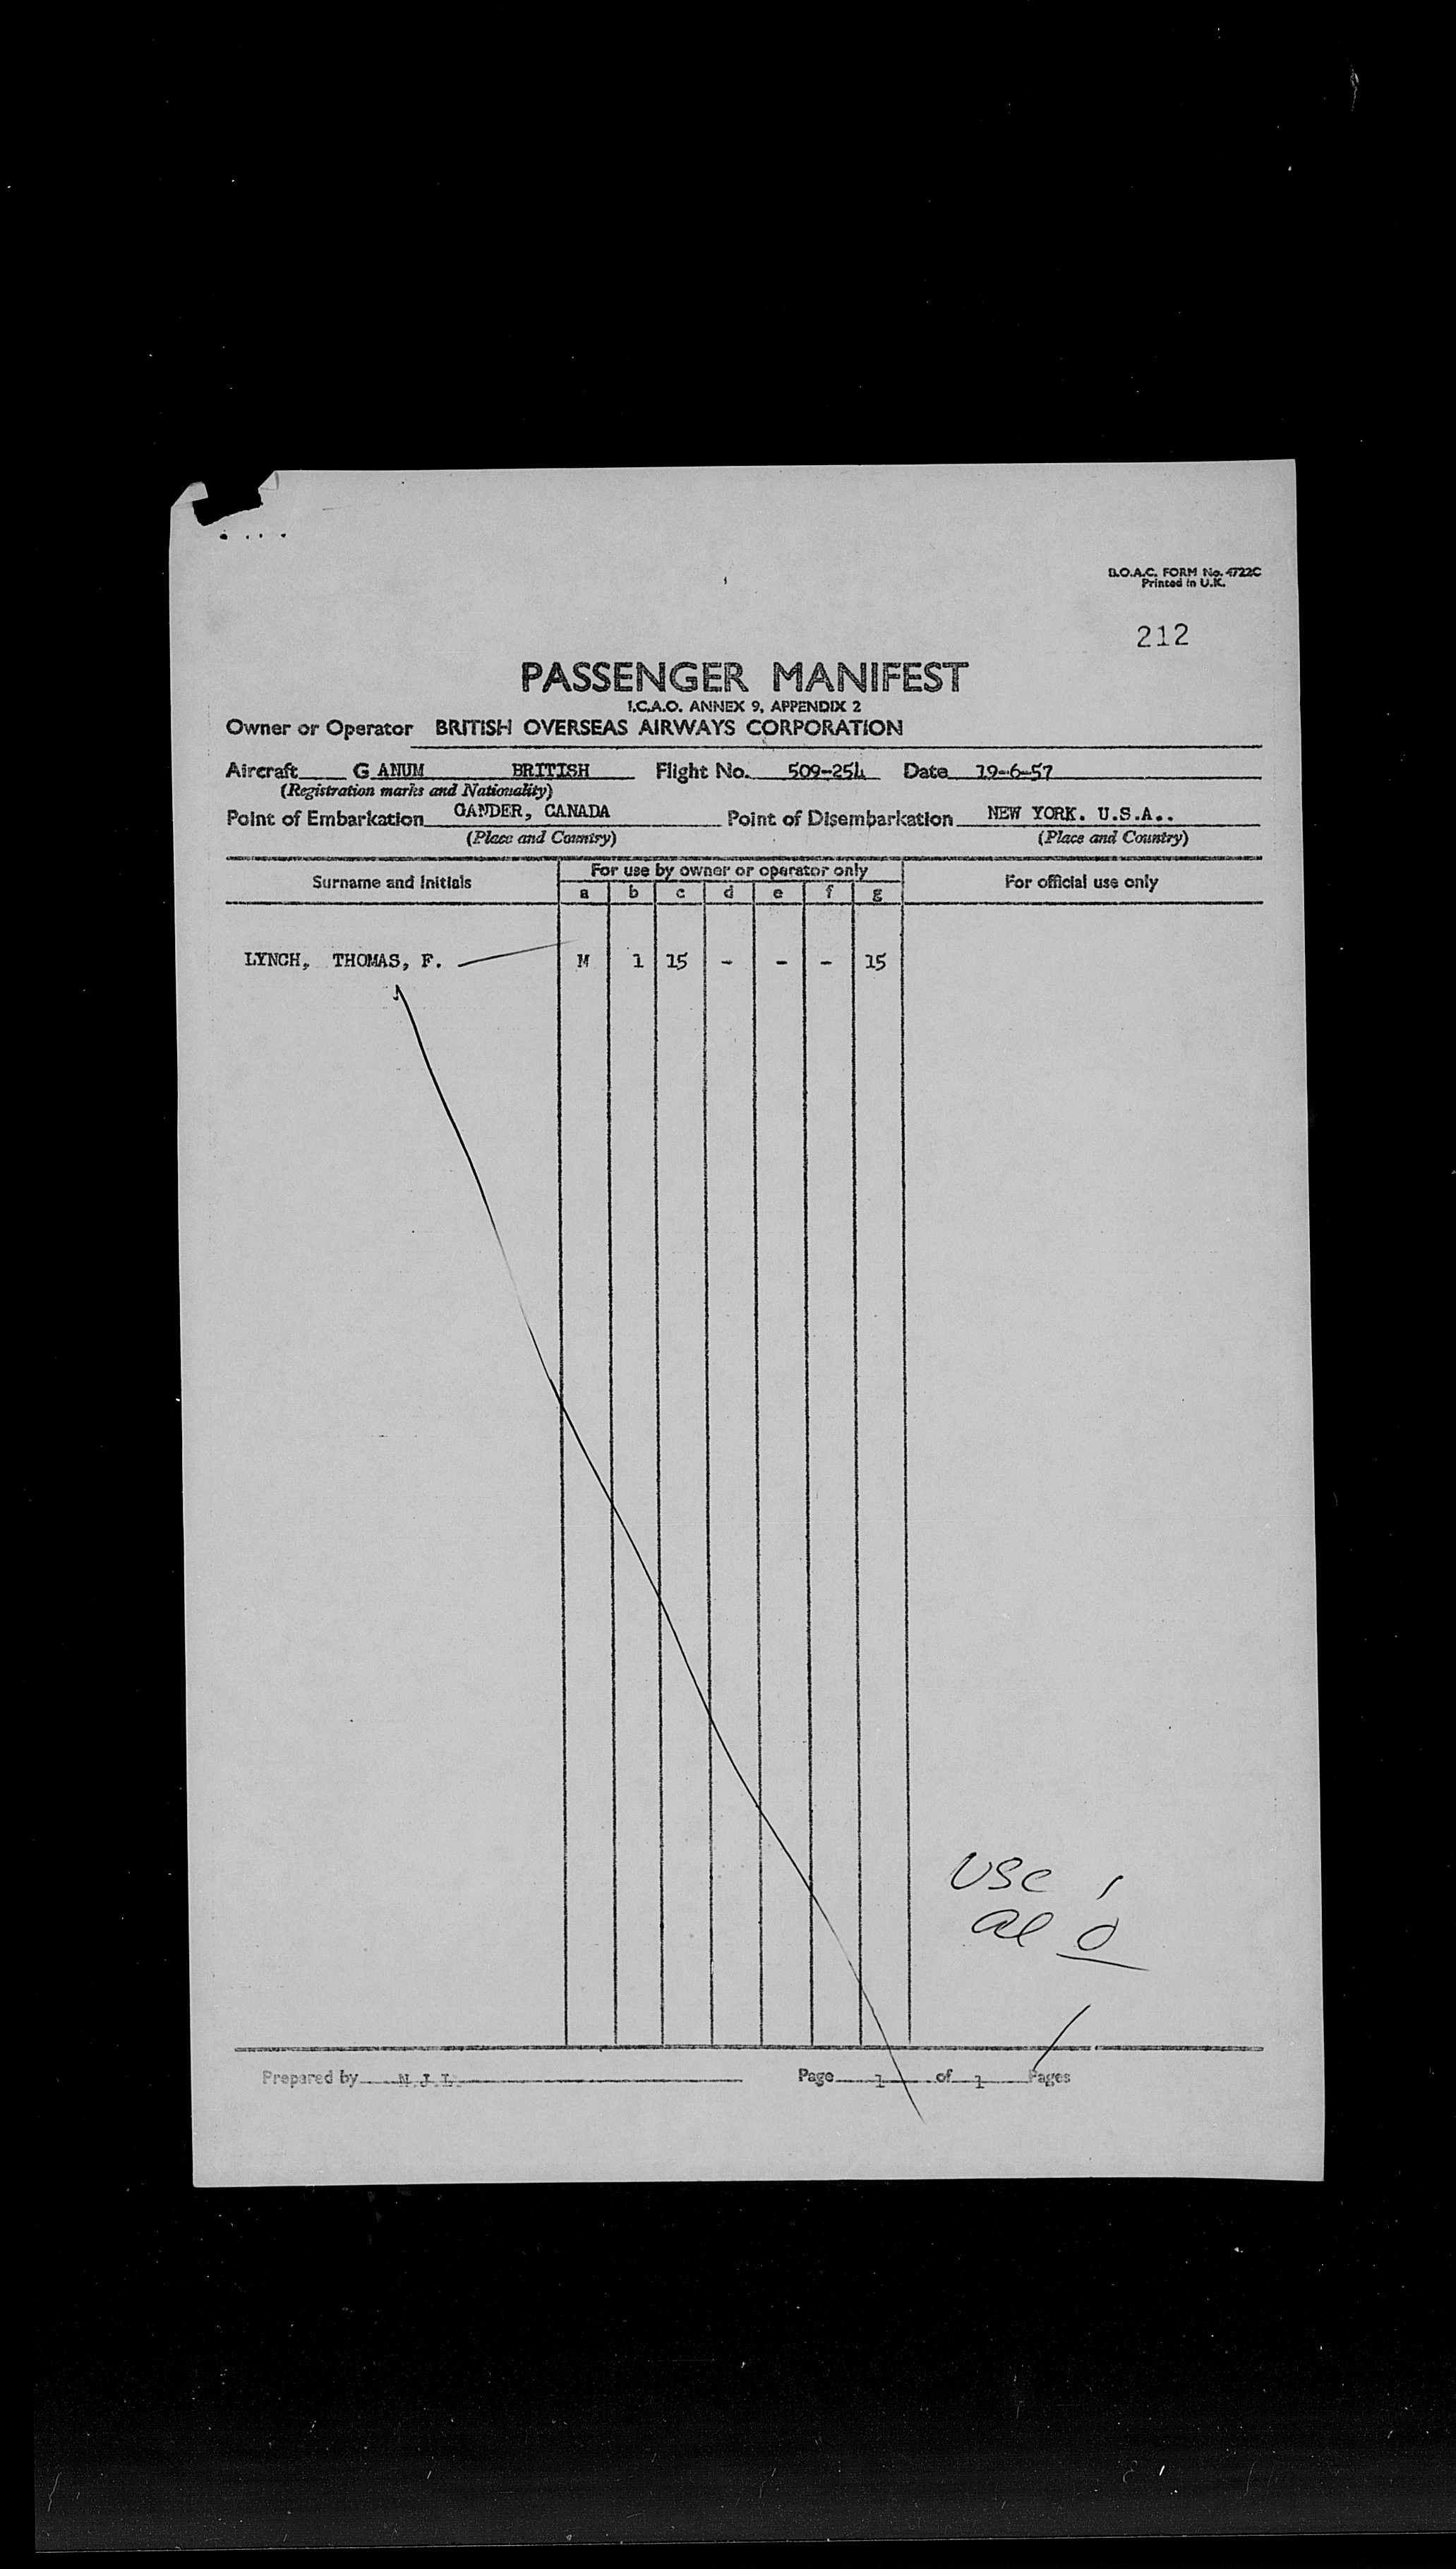 B.O.A.C. FORM No. 4722C
Printed in U.K.
212
PASSENGER MANIFEST
I.C.A.O. ANNEX 9, APPENDIX 2
Owner or Operator BRITISH OVERSEAS AIRWAYS CORPORATION
Aircraft G ANUM BRITISH Flight No. 509-254 Date 19-6-57
(Registration marks and Nationality)
Point of Embarkation GANDER, CANADA Point of Disembarkation NEW YORK. U.S.A..
(Place and Country) (Place and Country)
Surname and Initials For use by owner or operator only For official use only
a b c d e f g
LYNCH, THOMAS, F. M 1 15 - - - 15
USC 1
al 0
Prepared by N.J.L. Page 1 of 1 Pages